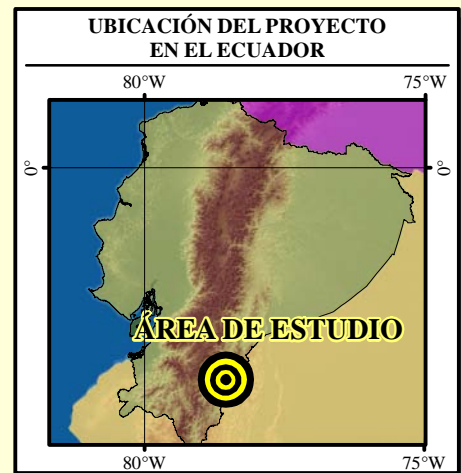 UBICACIÓN DEL PROYECTO
EN EL ECUADOR
80°W 75°W
0° 0°
ÁREA DE ESTUDIO
80°W 75°W